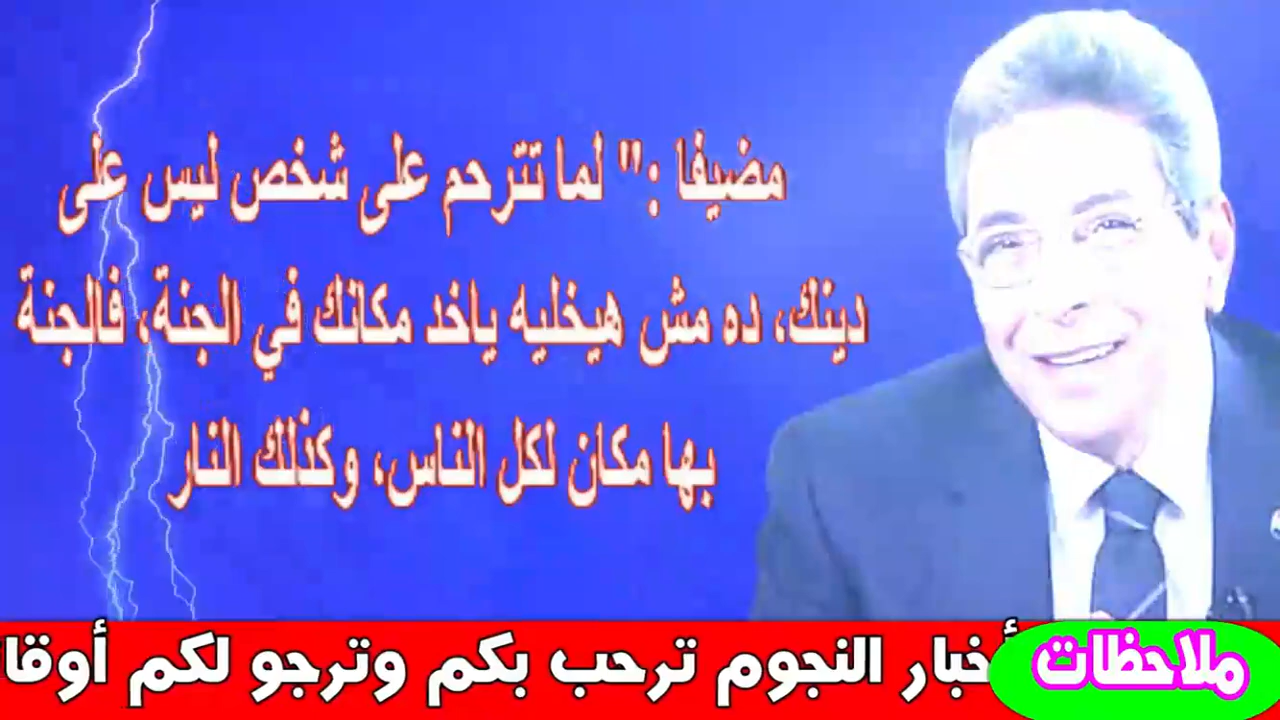 مضيفا :" لما تترحم على شخص ليس على
دينك، ده مش هيخليه ياخد مكانك في الجنة، فالجنة
بها مكان لكل الناس، وكذلك النار
أخبار النجوم ترحب بكم وترجو لكم أوقا
ملاحظات